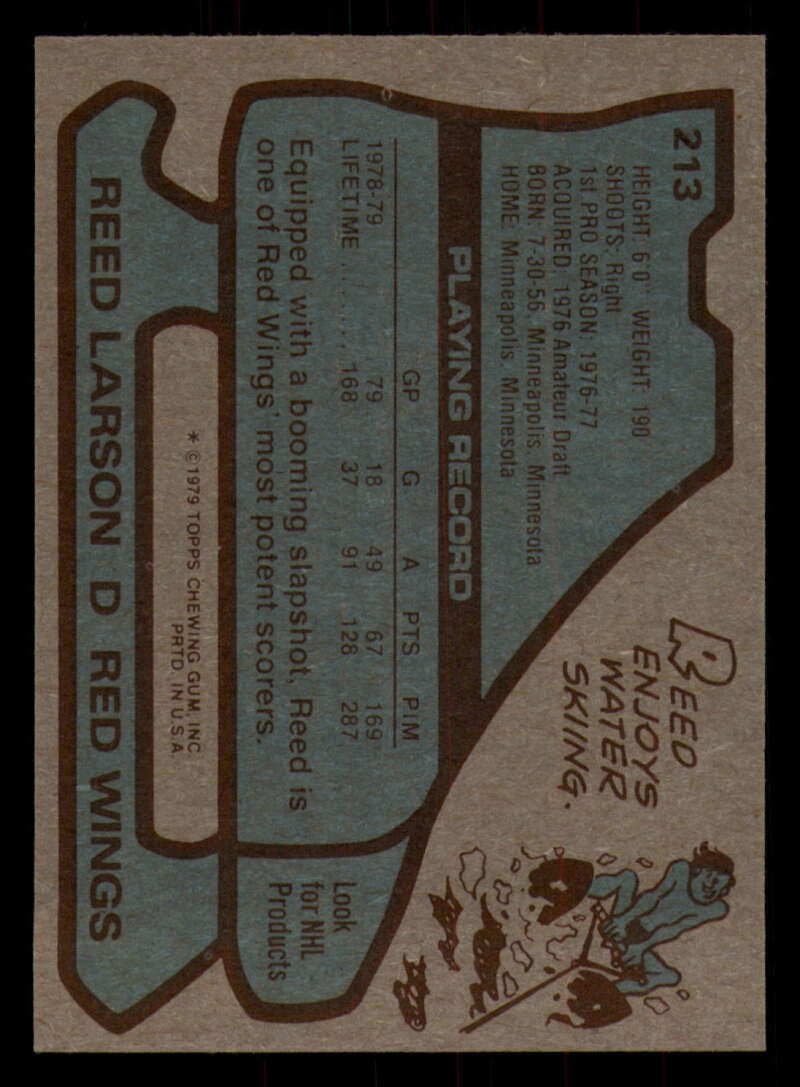 213
HEIGHT: 6'0" WEIGHT: 190
SHOOTS: Right
1st PRO SEASON: 1976-77
ACQUIRED: 1976 Amateur Draft
BORN: 7-30-56, Minneapolis, Minnesota
HOME: Minneapolis, Minnesota
REED
ENJOYS
WATER
SKIING.
PLAYING RECORD
GP G A PTS PIM
1978-79 79 18 49 67 169
LIFETIME ........ 168 37 91 128 287
Equipped with a booming slapshot, Reed is
one of Red Wings' most potent scorers.
Look
for NHL
Products
* ©1979 TOPPS CHEWING GUM, INC.
PRTD. IN U.S.A.
REED LARSON D RED WINGS